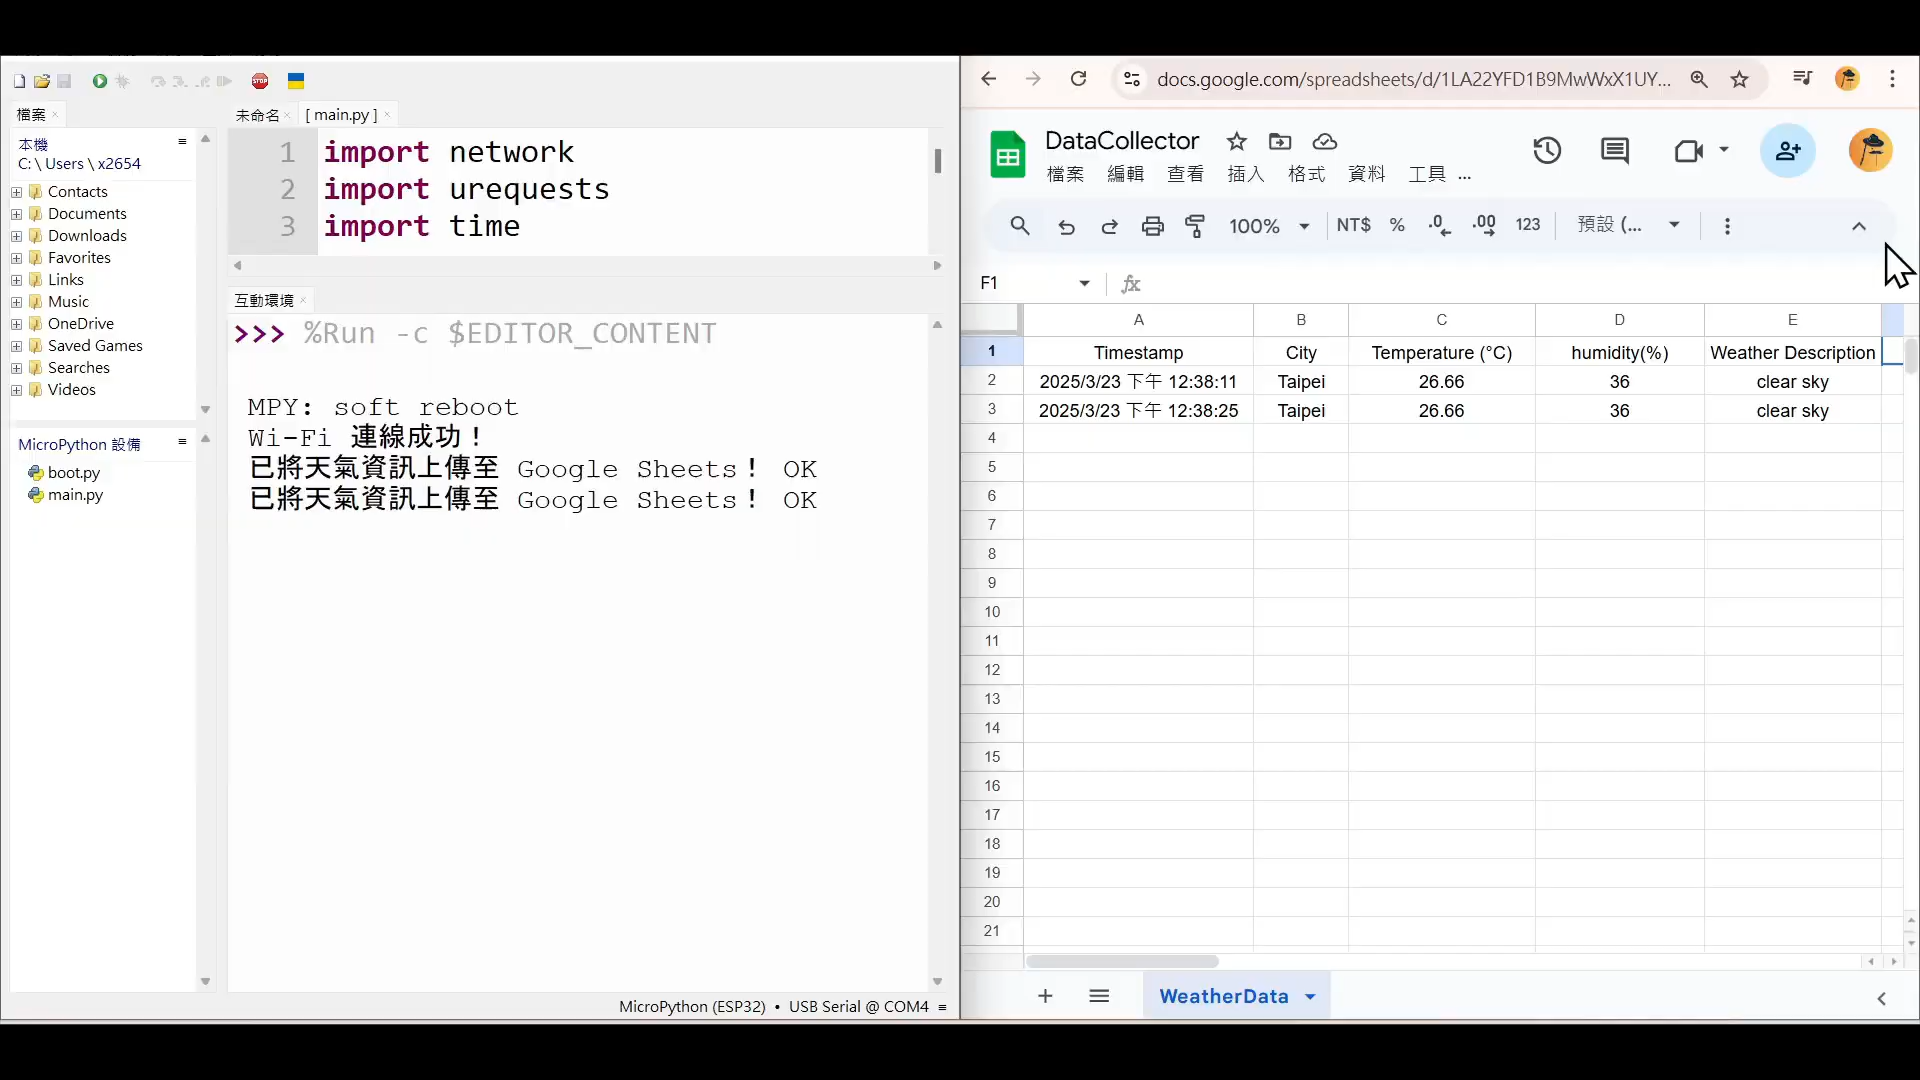 檔案
本機
C: \ Users \ x2654
Contacts
Documents
Downloads
Favorites
Links
Music
OneDrive
Saved Games
Searches
Videos
MicroPython 設備
boot.py
main.py
未命名
[ main.py ]
1 import network
2 import urequests
3 import time
互動環境
>>> %Run -c $EDITOR_CONTENT
MPY: soft reboot
Wi-Fi 連線成功！
已將天氣資訊上傳至 Google Sheets！ OK
已將天氣資訊上傳至 Google Sheets！ OK
MicroPython (ESP32) • USB Serial @ COM4 ≡
docs.google.com/spreadsheets/d/1LA22YFD1B9MwWxX1UY...
DataCollector
檔案 編輯 查看 插入 格式 資料 工具 ...
100% NT$ % .0 .00 123 預設 (...
F1 fx
A B C D E
1 Timestamp City Temperature (°C) humidity(%) Weather Description
2 2025/3/23 下午 12:38:11 Taipei 26.66 36 clear sky
3 2025/3/23 下午 12:38:25 Taipei 26.66 36 clear sky
4
5
6
7
8
9
10
11
12
13
14
15
16
17
18
19
20
21
WeatherData